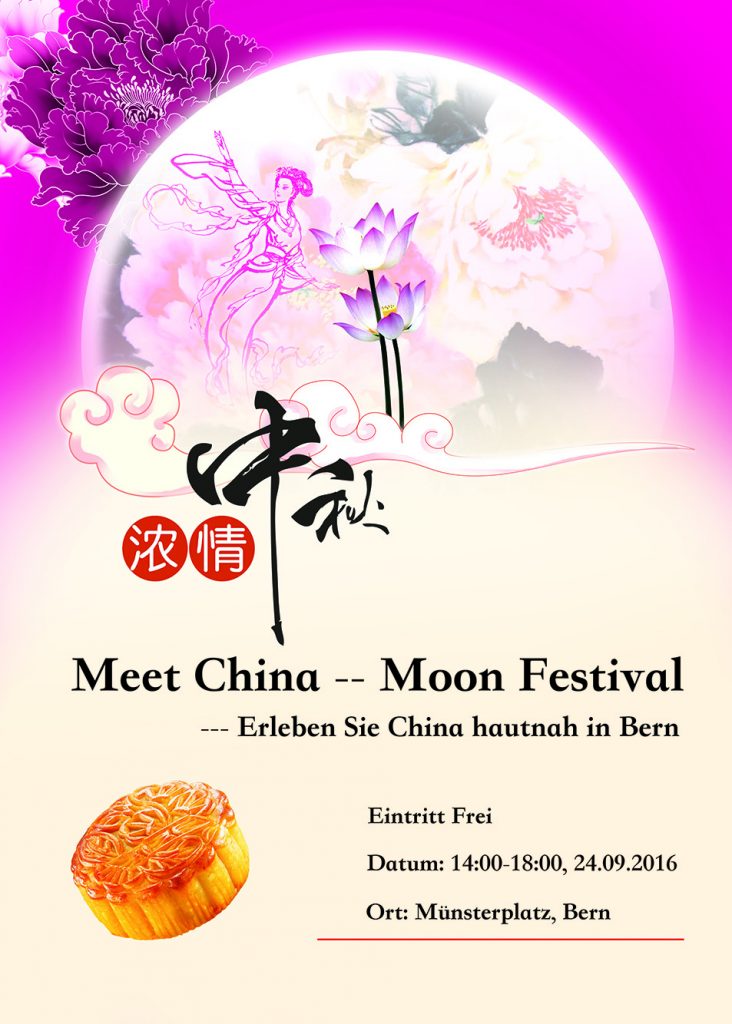 浓情中秋
Meet China -- Moon Festival
--- Erleben Sie China hautnah in Bern
Eintritt Frei
Datum: 14:00-18:00, 24.09.2016
Ort: Münsterplatz, Bern